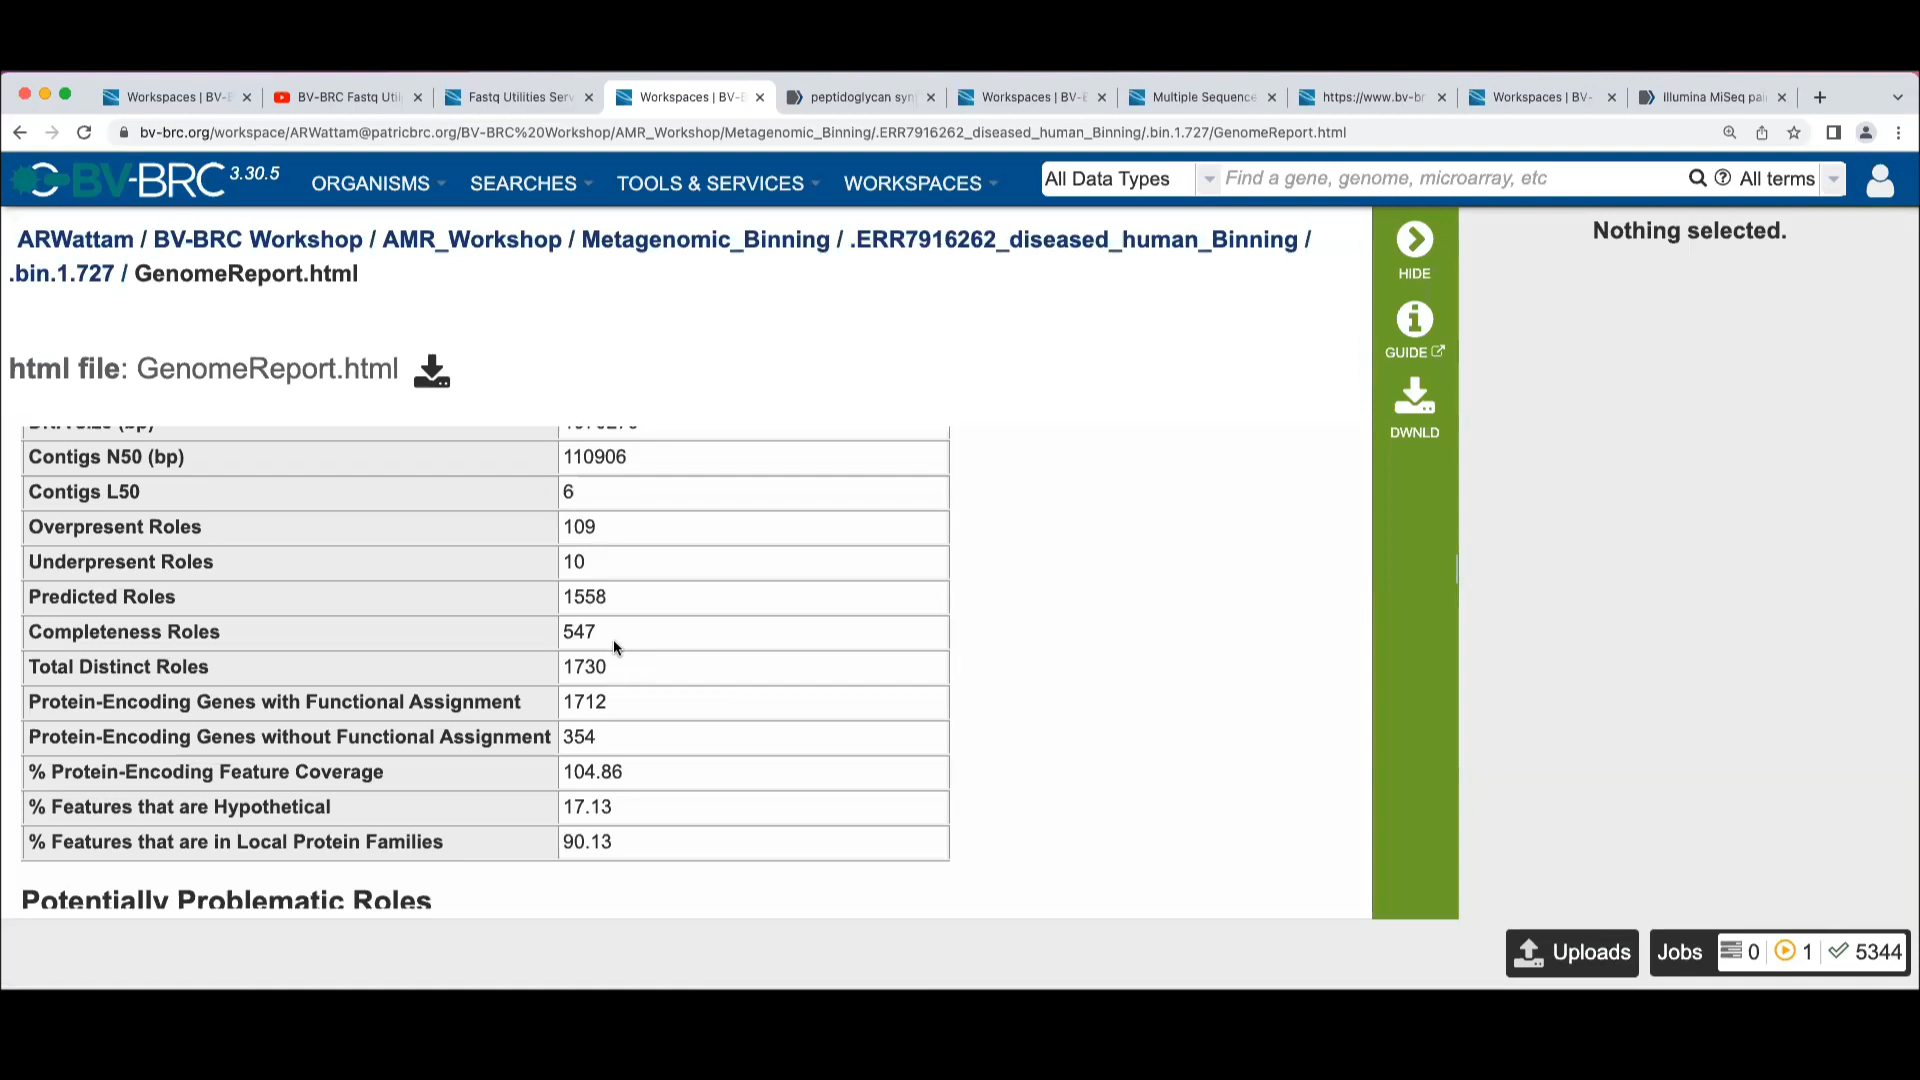 Workspaces | BV-B
BV-BRC Fastq Util
Fastq Utilities Serv
Workspaces | BV-B
peptidoglycan syn
Workspaces | BV-B
Multiple Sequence
https://www.bv-br
Workspaces | BV-
Illumina MiSeq pai
bv-brc.org/workspace/ARWattam@patricbrc.org/BV-BRC%20Workshop/AMR_Workshop/Metagenomic_Binning/.ERR7916262_diseased_human_Binning/.bin.1.727/GenomeReport.html
BV-BRC 3.30.5 ORGANISMS SEARCHES TOOLS & SERVICES WORKSPACES All Data Types Find a gene, genome, microarray, etc All terms
ARWattam / BV-BRC Workshop / AMR_Workshop / Metagenomic_Binning / .ERR7916262_diseased_human_Binning /
.bin.1.727 / GenomeReport.html
html file: GenomeReport.html
HIDE
GUIDE
DWNLD
Nothing selected.
Contigs N50 (bp) 110906
Contigs L50 6
Overpresent Roles 109
Underpresent Roles 10
Predicted Roles 1558
Completeness Roles 547
Total Distinct Roles 1730
Protein-Encoding Genes with Functional Assignment 1712
Protein-Encoding Genes without Functional Assignment 354
% Protein-Encoding Feature Coverage 104.86
% Features that are Hypothetical 17.13
% Features that are in Local Protein Families 90.13
Potentially Problematic Roles
Uploads
Jobs 0 1 5344